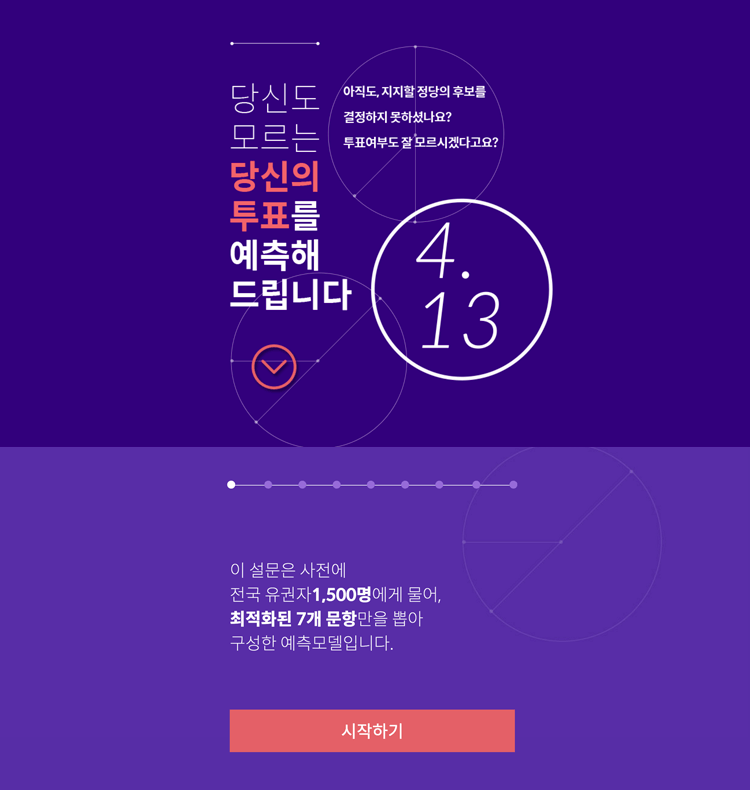 당신도
모르는
당신의
투표를
예측해
드립니다
아직도, 지지할 정당의 후보를
결정하지 못하셨나요?
투표여부도 잘 모르시겠다고요?
4.
13
이 설문은 사전에
전국 유권자1,500명에게 물어,
최적화된 7개 문항만을 뽑아
구성한 예측모델입니다.
시작하기